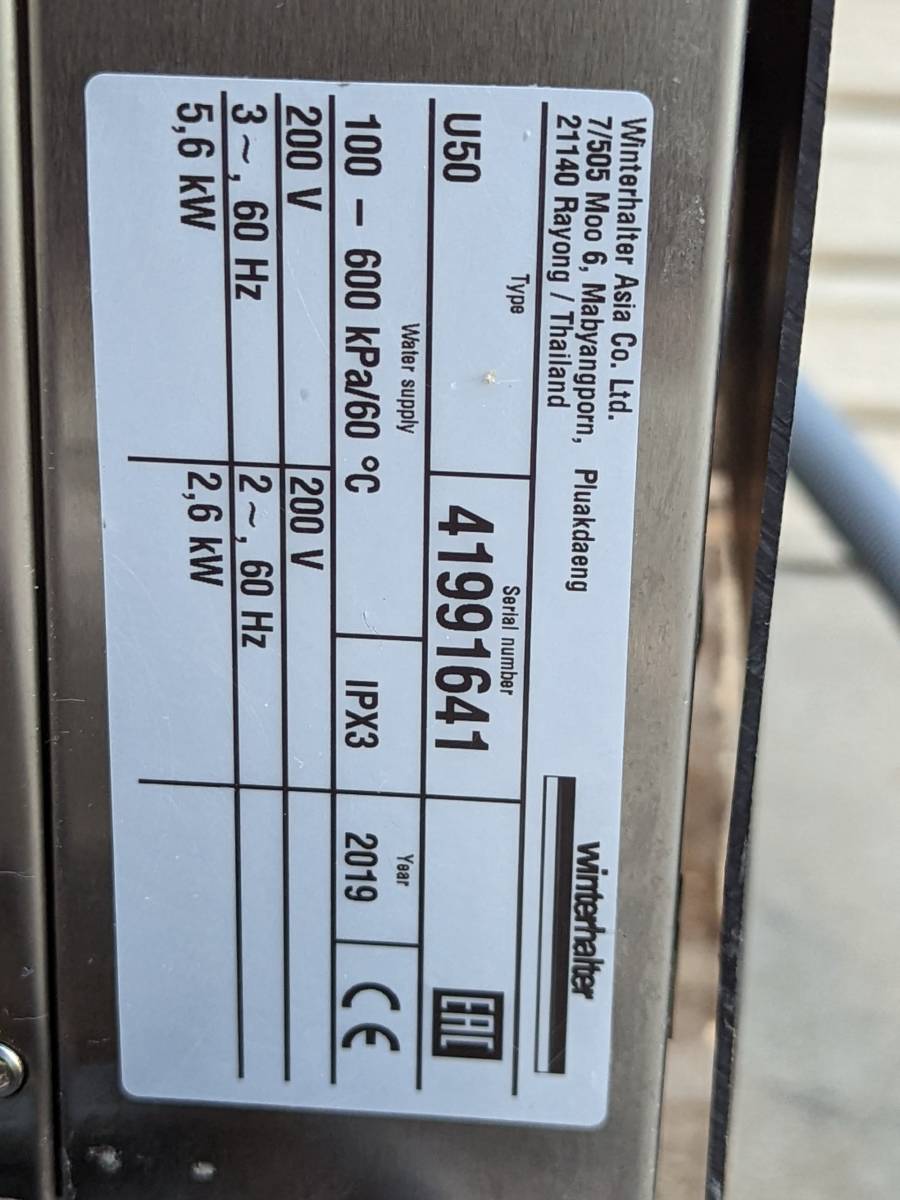 Winterhalter Asia Co. Ltd.
7/505 Moo 6, Mabyangporn, Pluakdaeng
21140 Rayong / Thailand
winterhalter
Type
U50
Serial number
41991641
EAC
Water supply
100 – 600 kPa/60 °C
IPX3
Year
2019
CE
200 V
200 V
3 ~, 60 Hz
2 ~, 60 Hz
5,6 kW
2,6 kW